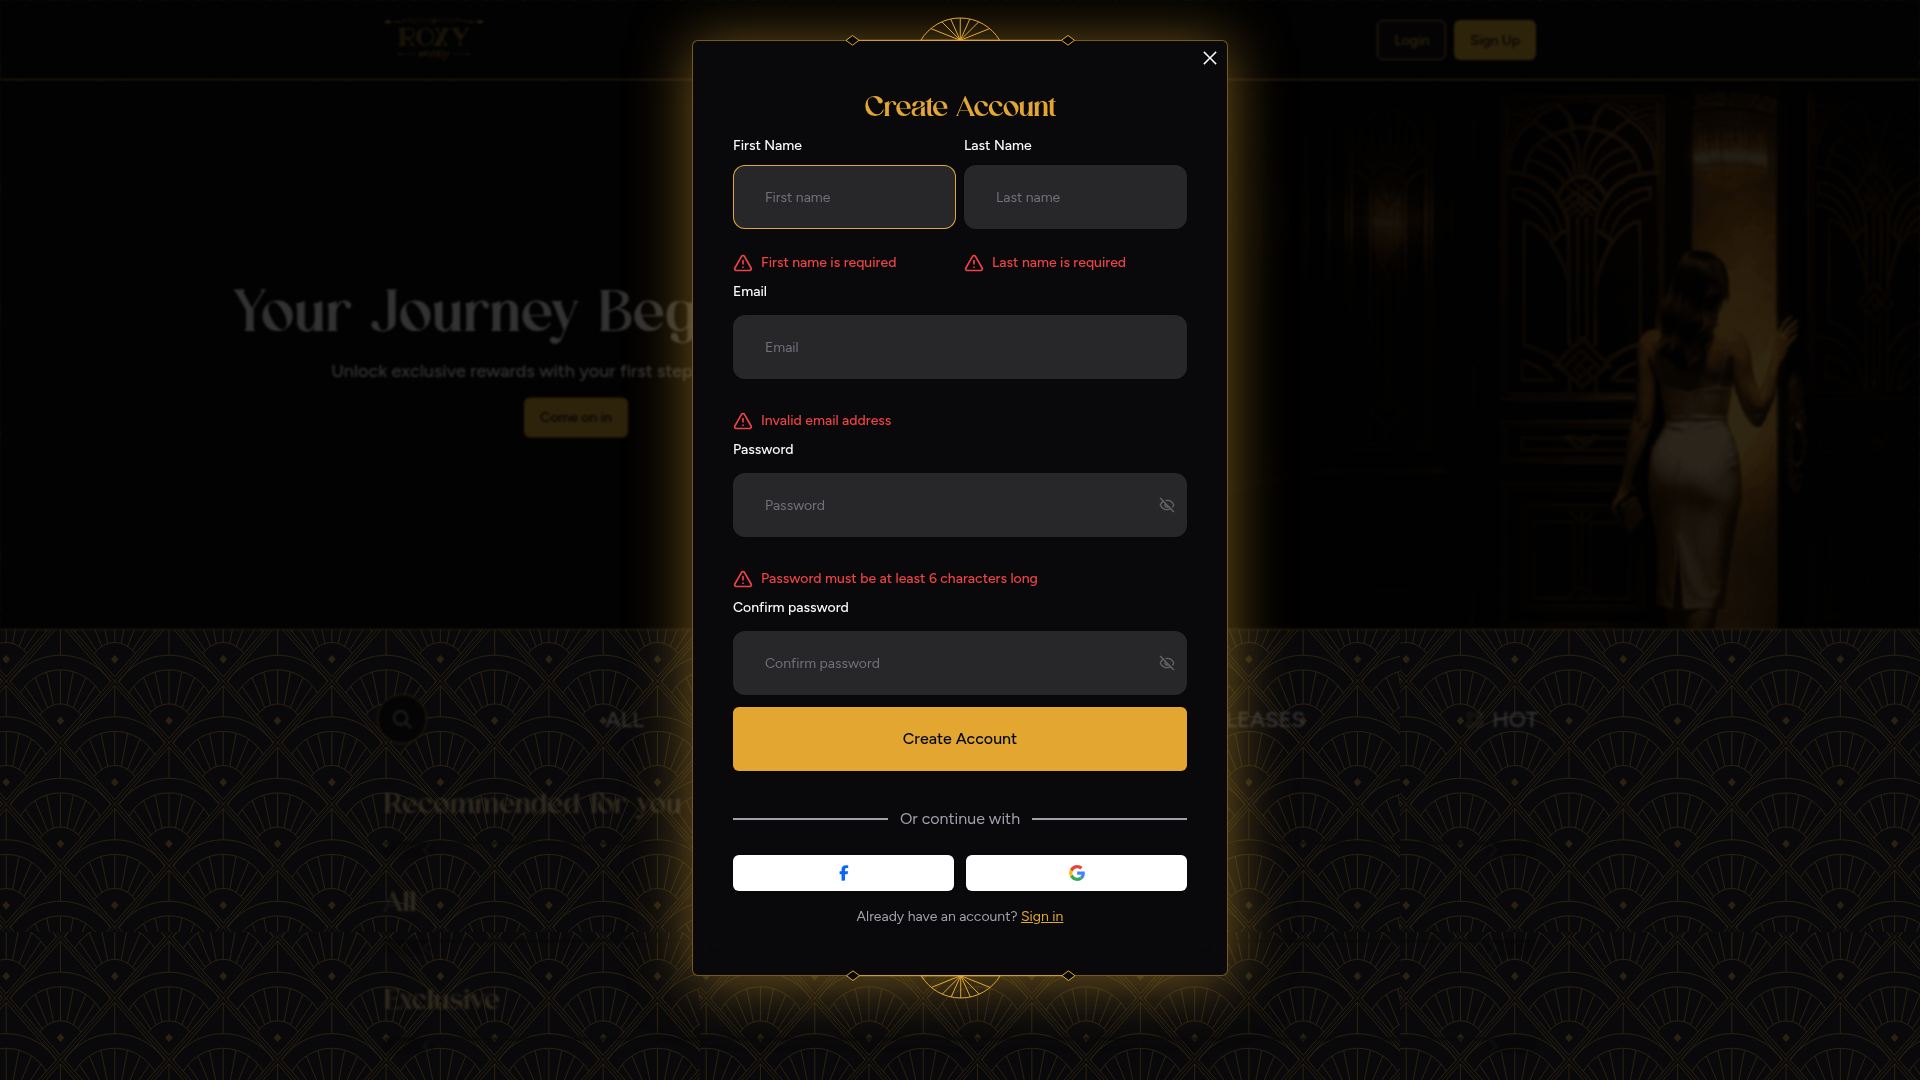 ROXY
Login
Sign Up
Create Account
First Name
Last Name
First name
Last name
First name is required
Last name is required
Email
Email
Invalid email address
Password
Password
Password must be at least 6 characters long
Confirm password
Confirm password
Create Account
Or continue with
Already have an account? Sign in
Your Journey Beg
Unlock exclusive rewards with your first step
Come on in
ALL
LEASES
HOT
Recommended for you
All
Exclusive